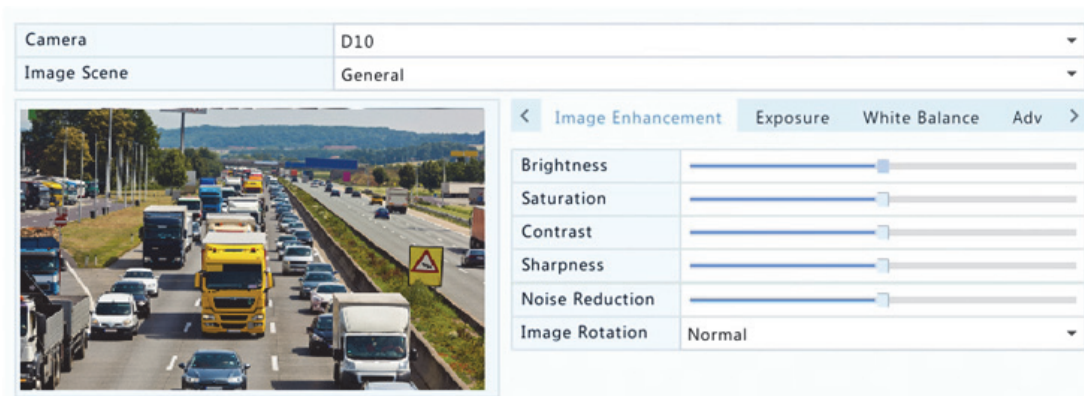 Camera D10
Image Scene General
< Image Enhancement Exposure White Balance Adv >
Brightness
Saturation
Contrast
Sharpness
Noise Reduction
Image Rotation Normal